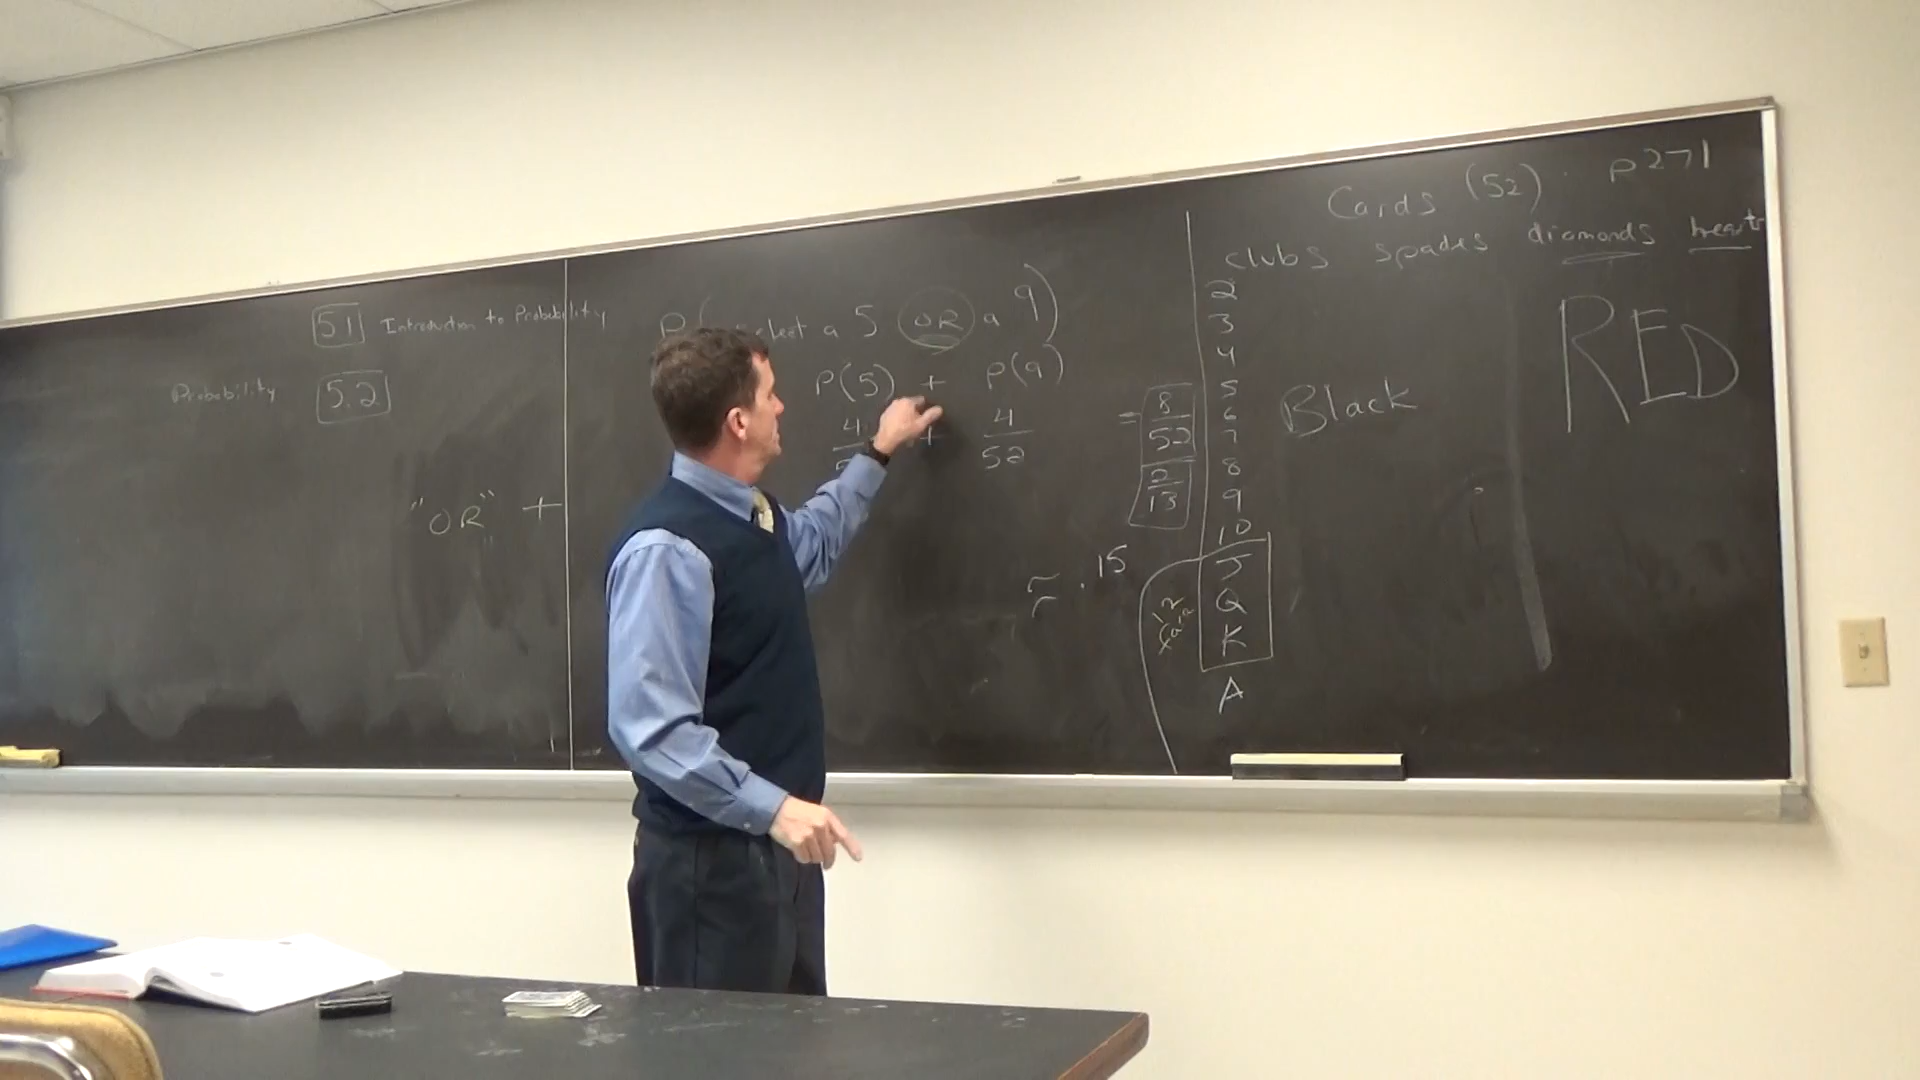 5.1 Introduction to Probability
Probability 5.2
"OR" +
P( select a 5 OR a 9)
P(5) + P(9)
4 + 4
52
= 8
52
2
13
≈ .15
Cards (52) P271
clubs spades diamonds hearts
2
3
4
5
6
7
8
9
10
J
Q
K
A
12
Black
RED